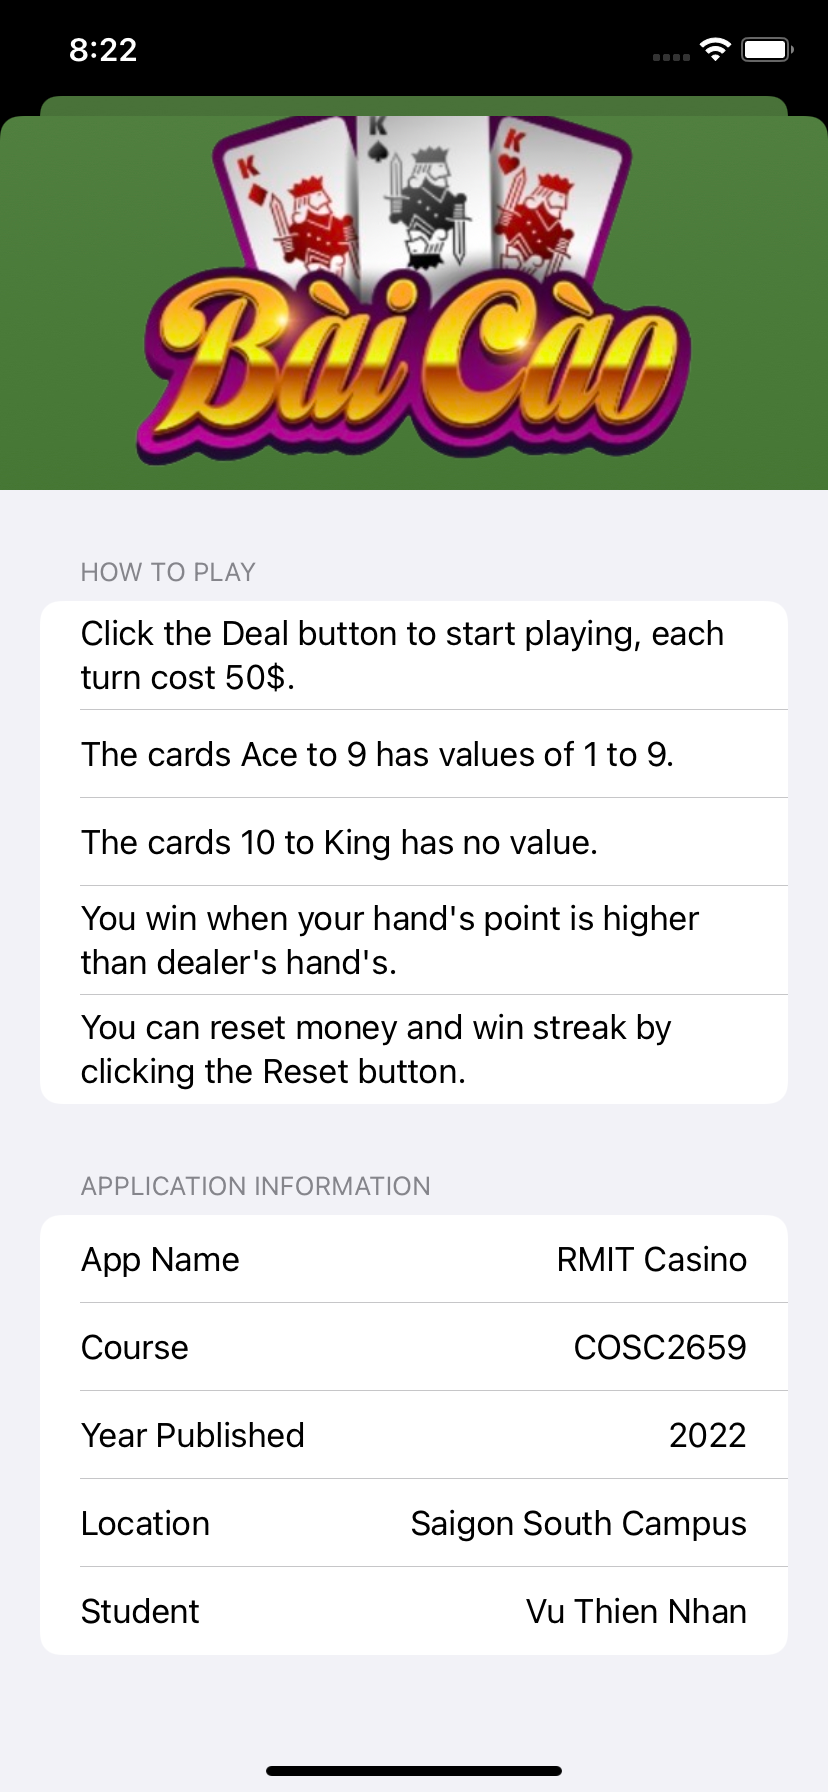 8:22
K K K
Bài Cào
HOW TO PLAY
Click the Deal button to start playing, each
turn cost 50$.
The cards Ace to 9 has values of 1 to 9.
The cards 10 to King has no value.
You win when your hand's point is higher
than dealer's hand's.
You can reset money and win streak by
clicking the Reset button.
APPLICATION INFORMATION
App Name RMIT Casino
Course COSC2659
Year Published 2022
Location Saigon South Campus
Student Vu Thien Nhan